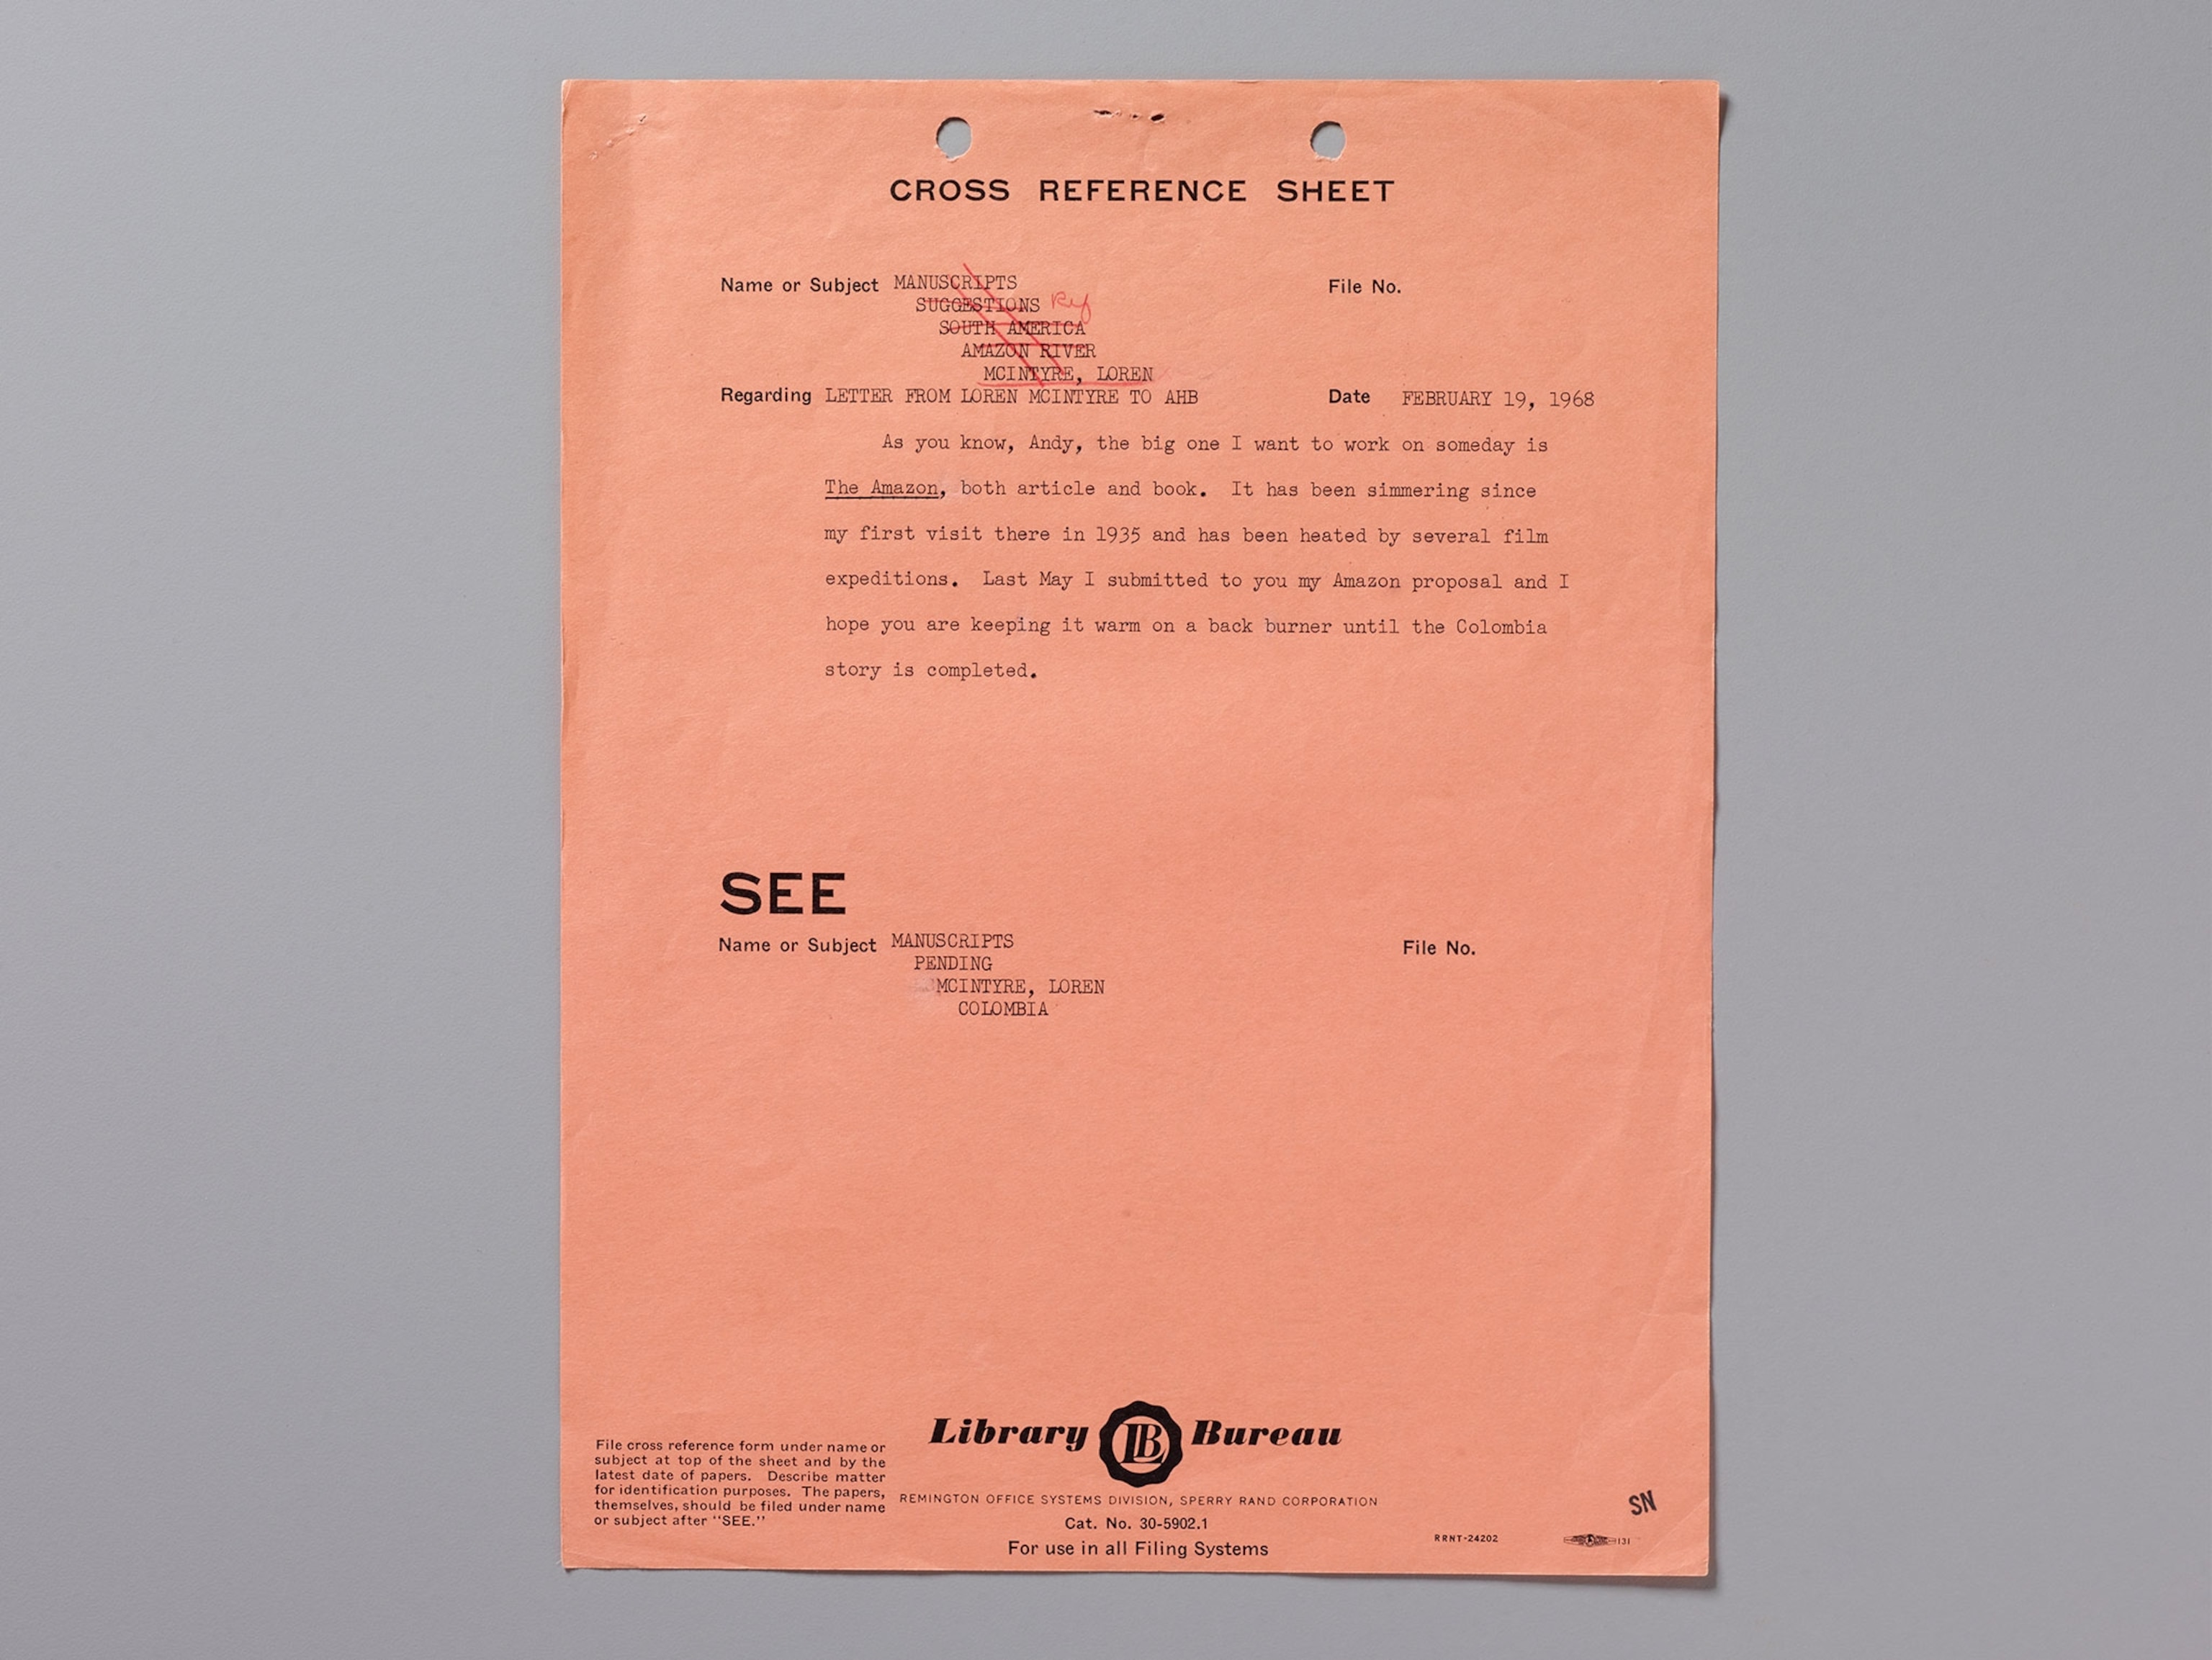 CROSS REFERENCE SHEET
Name or Subject MANUSCRIPTS File No.
SUGGESTIONS Ref
SOUTH AMERICA
AMAZON RIVER
MCINTYRE, LOREN
Regarding LETTER FROM LOREN MCINTYRE TO AHB Date FEBRUARY 19, 1968
As you know, Andy, the big one I want to work on someday is
The Amazon, both article and book. It has been simmering since
my first visit there in 1935 and has been heated by several film
expeditions. Last May I submitted to you my Amazon proposal and I
hope you are keeping it warm on a back burner until the Colombia
story is completed.
SEE
Name or Subject MANUSCRIPTS File No.
PENDING
MCINTYRE, LOREN
COLOMBIA
File cross reference form under name or
subject at top of the sheet and by the
latest date of papers. Describe matter
for identification purposes. The papers,
themselves, should be filed under name
or subject after "SEE."
Library LB Bureau
REMINGTON OFFICE SYSTEMS DIVISION, SPERRY RAND CORPORATION
Cat. No. 30-5902.1
For use in all Filing Systems
RRNT-24202
131
SN